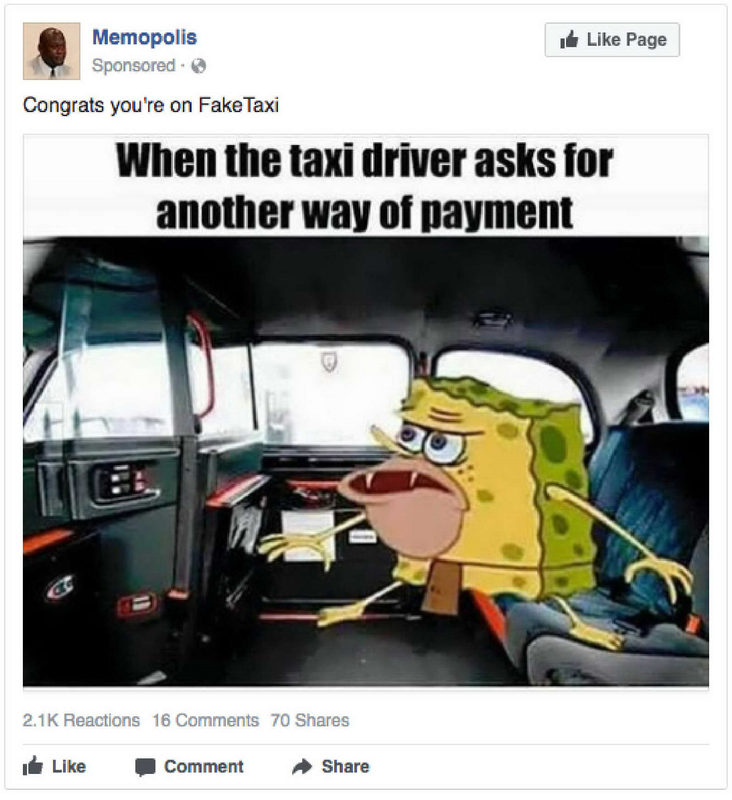 Memopolis
Like Page
Sponsored ·
Congrats you're on FakeTaxi
When the taxi driver asks for
another way of payment
2.1K Reactions 16 Comments 70 Shares
Like Comment Share